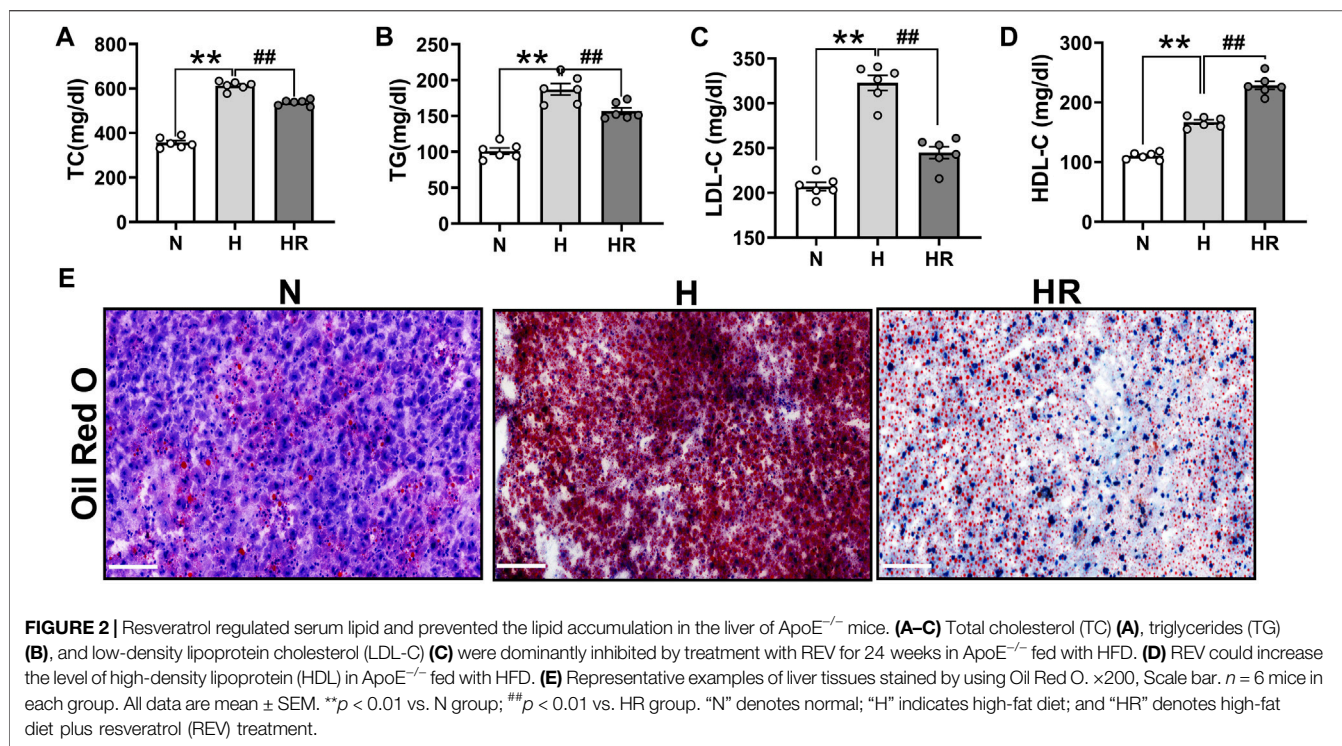 A
TC(mg/dl)
800
600
400
200
0
**
##
N
H
HR
B
TG(mg/dl)
250
200
150
100
50
0
**
##
N
H
HR
C
LDL-C (mg/dl)
350
300
250
200
150
**
##
N
H
HR
D
HDL-C (mg/dl)
300
200
100
0
**
##
N
H
HR
E
N
H
HR
Oil Red O
FIGURE 2 | Resveratrol regulated serum lipid and prevented the lipid accumulation in the liver of ApoE−/− mice. (A–C) Total cholesterol (TC) (A), triglycerides (TG)
(B), and low-density lipoprotein cholesterol (LDL-C) (C) were dominantly inhibited by treatment with REV for 24 weeks in ApoE−/− fed with HFD. (D) REV could increase
the level of high-density lipoprotein (HDL) in ApoE−/− fed with HFD. (E) Representative examples of liver tissues stained by using Oil Red O. ×200, Scale bar. n = 6 mice in
each group. All data are mean ± SEM. **p < 0.01 vs. N group; ##p < 0.01 vs. HR group. “N” denotes normal; “H” indicates high-fat diet; and “HR” denotes high-fat
diet plus resveratrol (REV) treatment.